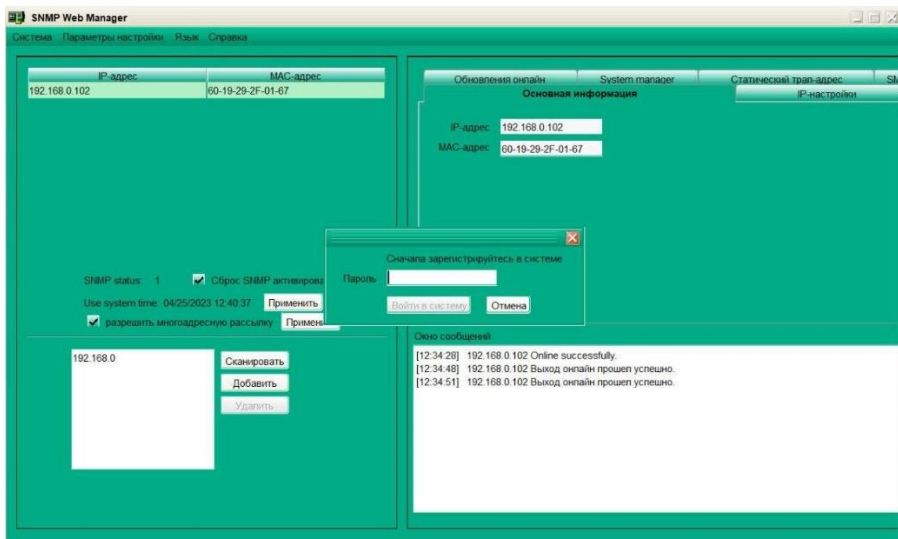 SNMP Web Manager
Система Параметры настройки Язык Справка
IP-адрес MAC-адрес
192.168.0.102 60-19-29-2F-01-67
Обновления онлайн System manager Статический трап-адрес SM
Основная информация IP-настройки
IP-адрес 192.168.0.102
MAC-адрес 60-19-29-2F-01-67
Сначала зарегистрируйтесь в системе
Пароль
Войти в систему Отмена
SNMP status: 1 Сброс SNMP активирова
Use system time: 04/25/2023 12:40:37 Применить
разрешить многоадресную рассылку Примени
192.168.0
Сканировать
Добавить
Удалить
Окно сообщений
[12:34:28] 192.168.0.102 Online successfully.
[12:34:48] 192.168.0.102 Выход онлайн прошел успешно.
[12:34:51] 192.168.0.102 Выход онлайн прошел успешно.